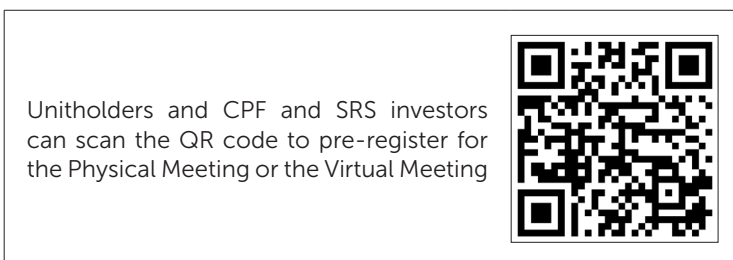 Unitholders and CPF and SRS investors
can scan the QR code to pre-register for
the Physical Meeting or the Virtual Meeting